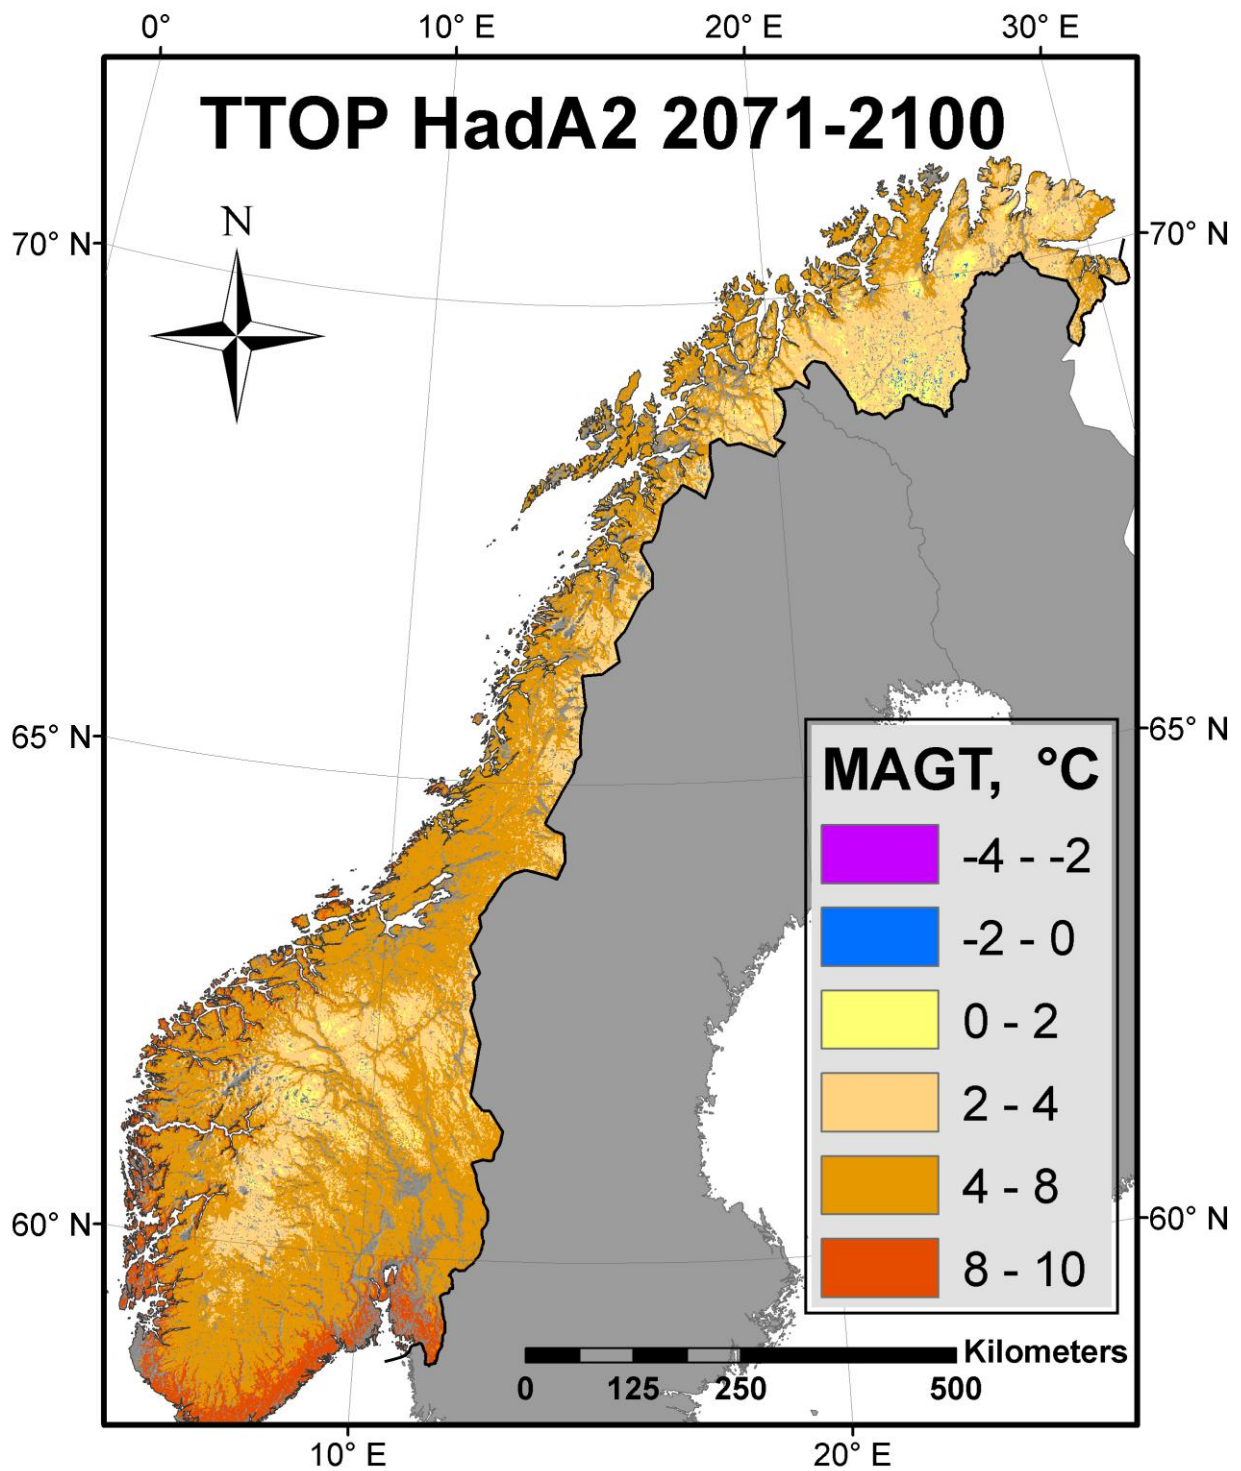 0° 10° E 20° E 30° E
TTOP HadA2 2071-2100
N
70° N 70° N
65° N 65° N
MAGT, °C
-4 - -2
-2 - 0
0 - 2
2 - 4
4 - 8
8 - 10
60° N 60° N
Kilometers
0 125 250 500
10° E 20° E